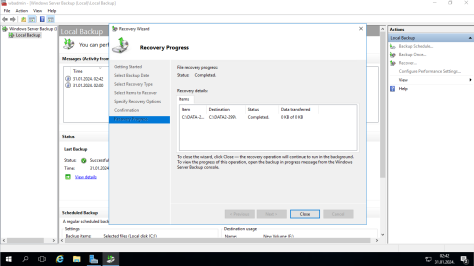 wbadmin - [Windows Server Backup (Local)\Local Backup]
File Action View Help
Windows Server Backup (L
Local Backup
Local Backup
You can perf
Messages (Activity from
Time
31.01.2024, 02:42
31.01.2024, 02:41
Status
Last Backup
Status: Successful
Time: 31.01.2024
View details
Scheduled Backup
A regular scheduled ba
Settings
Backup items Selected files (Local disk (C:))
Destination usage
Name: New Volume (E:)
Recovery Wizard
Recovery Progress
Getting Started
Select Backup Date
Select Recovery Type
Select Items to Recover
Specify Recovery Options
Confirmation
File recovery progress:
Status: Completed.
Recovery details:
Items
Item Destination Status Data transferred
C:\DATA-2... Completed. 0 KB of 0 KB
To close the wizard, click Close — the recovery operation will continue to run in the background.
To view the progress of this operation, open the backup in progress message from the Windows
Server Backup console.
< Previous Next > Close Cancel
Actions
Local Backup
Backup Schedule...
Backup Once...
Recover...
Configure Performance Settings...
View
Help
02:42
31.01.2024